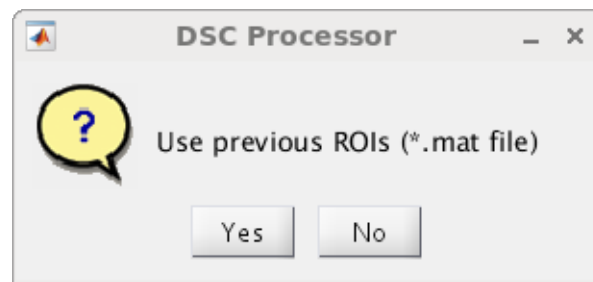 DSC Processor
?
Use previous ROIs (*.mat file)
Yes No